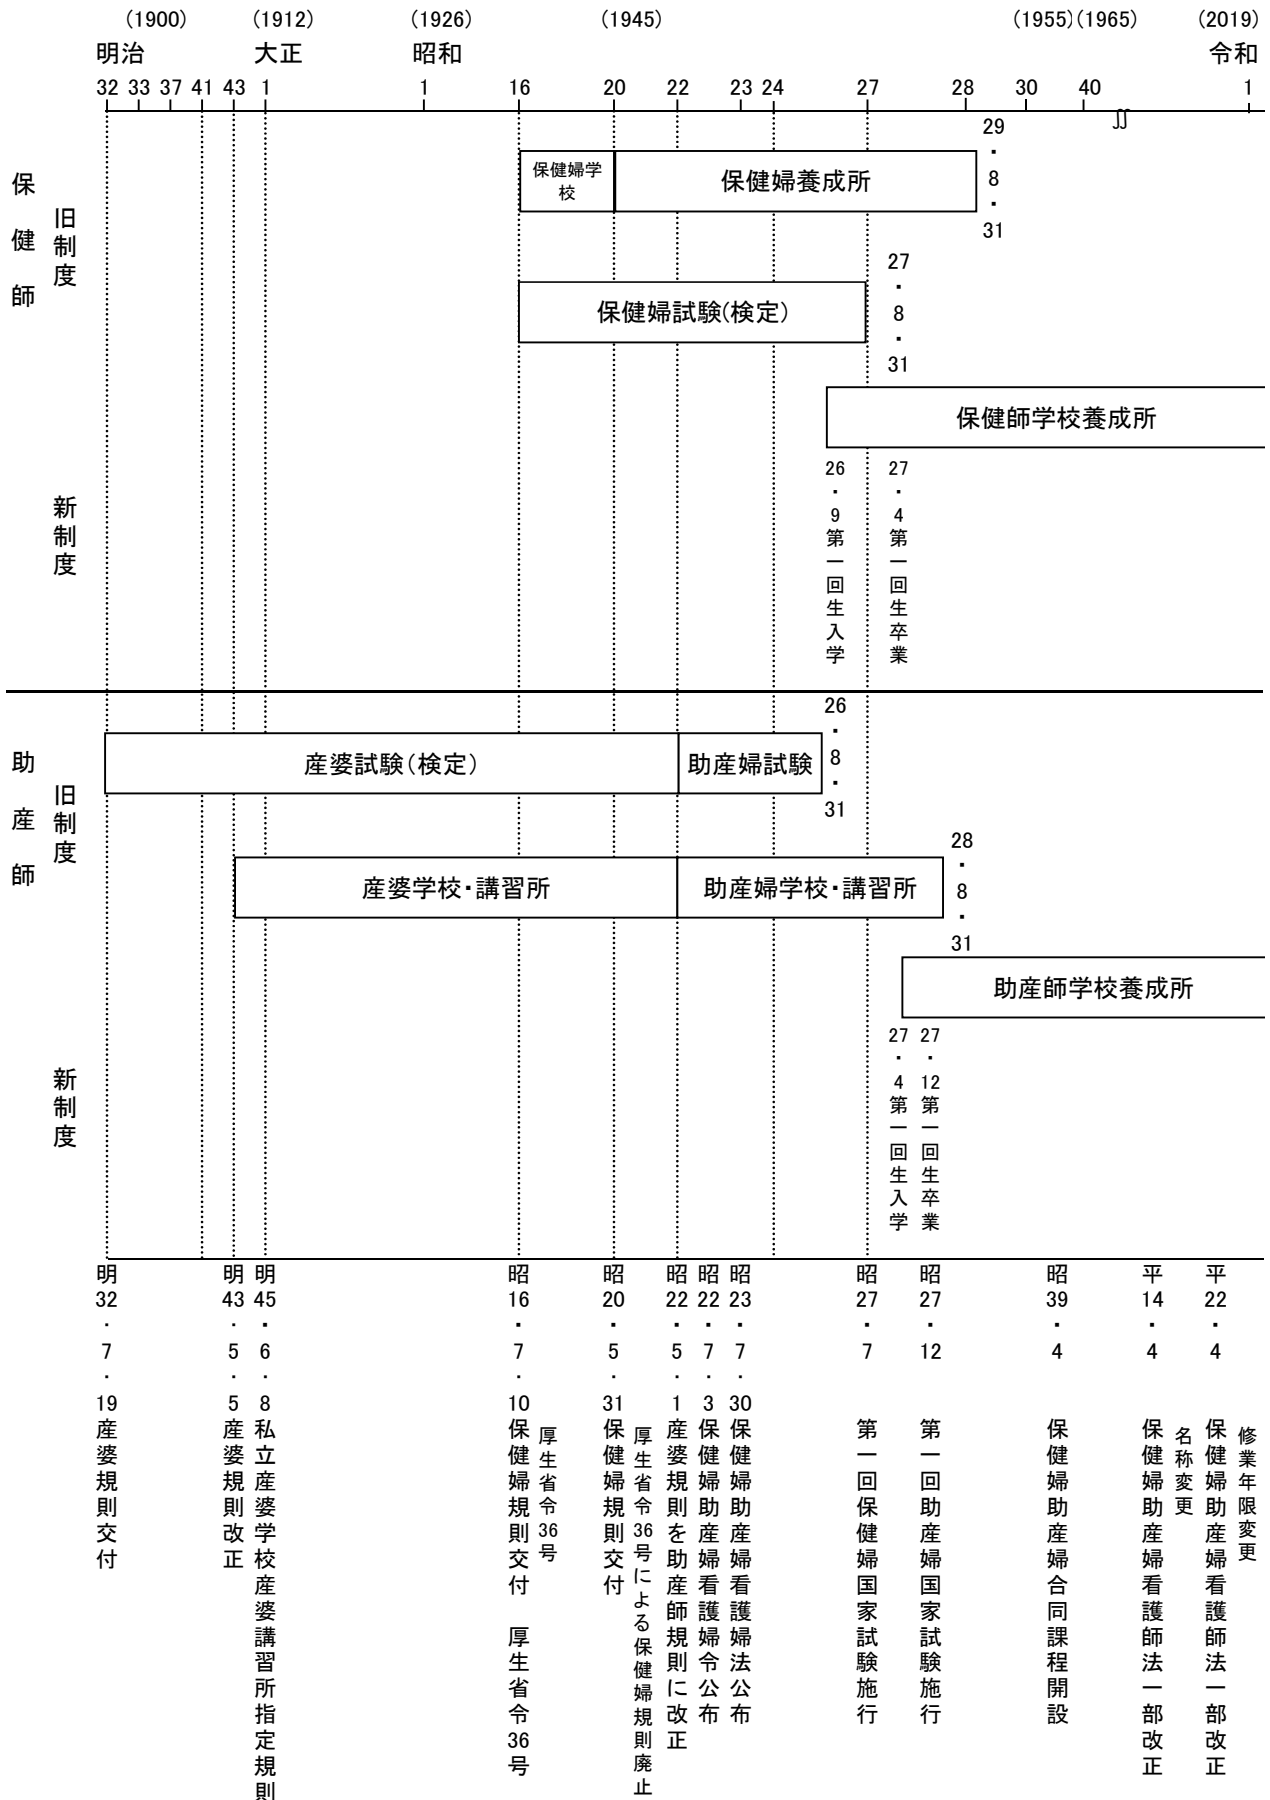 (1900) (1912) (1926) (1945) (1955) (1965) (2019)
明治 大正 昭和 令和
32 33 37 41 43 1 1 16 20 22 23 24 27 28 30 40 1
保健師
旧制度
保健婦学校
保健婦養成所
29・8・31
保健婦試験(検定)
27・8・31
新制度
保健師学校養成所
26・9第一回生入学
27・4第一回生卒業
助産師
旧制度
産婆試験(検定)
助産婦試験
26・8・31
産婆学校・講習所
助産婦学校・講習所
28・8・31
新制度
助産師学校養成所
27・4第一回生入学
27・12第一回生卒業
明32・7・19産婆規則交付
明43・5・5産婆規則改正
明45・6・8私立産婆学校産婆講習所指定規則
昭16・7・10保健婦規則交付 厚生省令36号
厚生省令36号
昭20・5・31保健婦規則交付
厚生省令36号による保健婦規則廃止
昭22・5・1産婆規則を助産師規則に改正
昭22・7・3保健婦助産婦看護婦令公布
昭23・7・30保健婦助産婦看護婦法公布
昭27・7第一回保健婦国家試験施行
昭27・12第一回助産婦国家試験施行
昭39・4保健婦助産婦合同課程開設
平14・4保健婦助産婦看護師法一部改正
名称変更
平22・4保健婦助産婦看護師法一部改正
修業年限変更